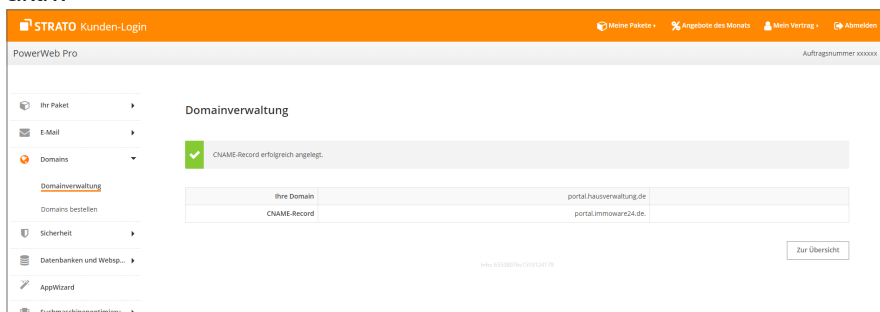 STRATO Kunden-Login
Meine Pakete
Angebote des Monats
Mein Vertrag
Abmelden
PowerWeb Pro
Auftragsnummer xxxxxx
Ihr Paket
E-Mail
Domains
Domainverwaltung
Domains bestellen
Sicherheit
Datenbanken und Websp...
AppWizard
Domainverwaltung
CNAME-Record erfolgreich angelegt.
Ihre Domain portal.hausverwaltung.de
CNAME-Record portal.immoware24.de.
Zur Übersicht